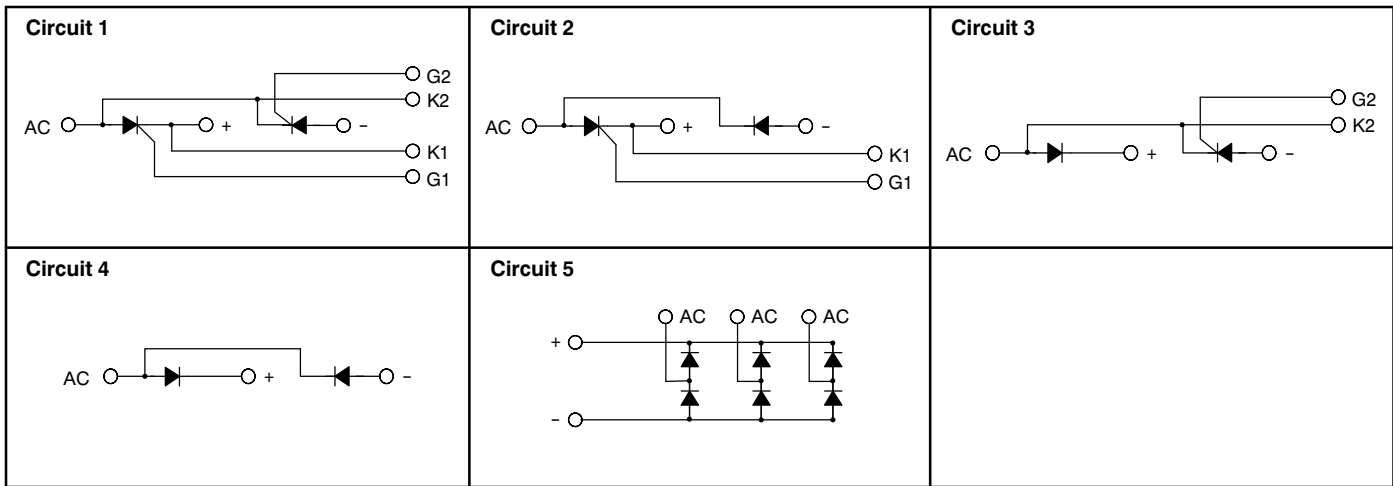 Circuit 1
G2
K2
AC
+
−
K1
G1
Circuit 2
AC
+
−
K1
G1
Circuit 3
G2
K2
AC
+
−
Circuit 4
AC
+
−
Circuit 5
AC AC AC
+
−